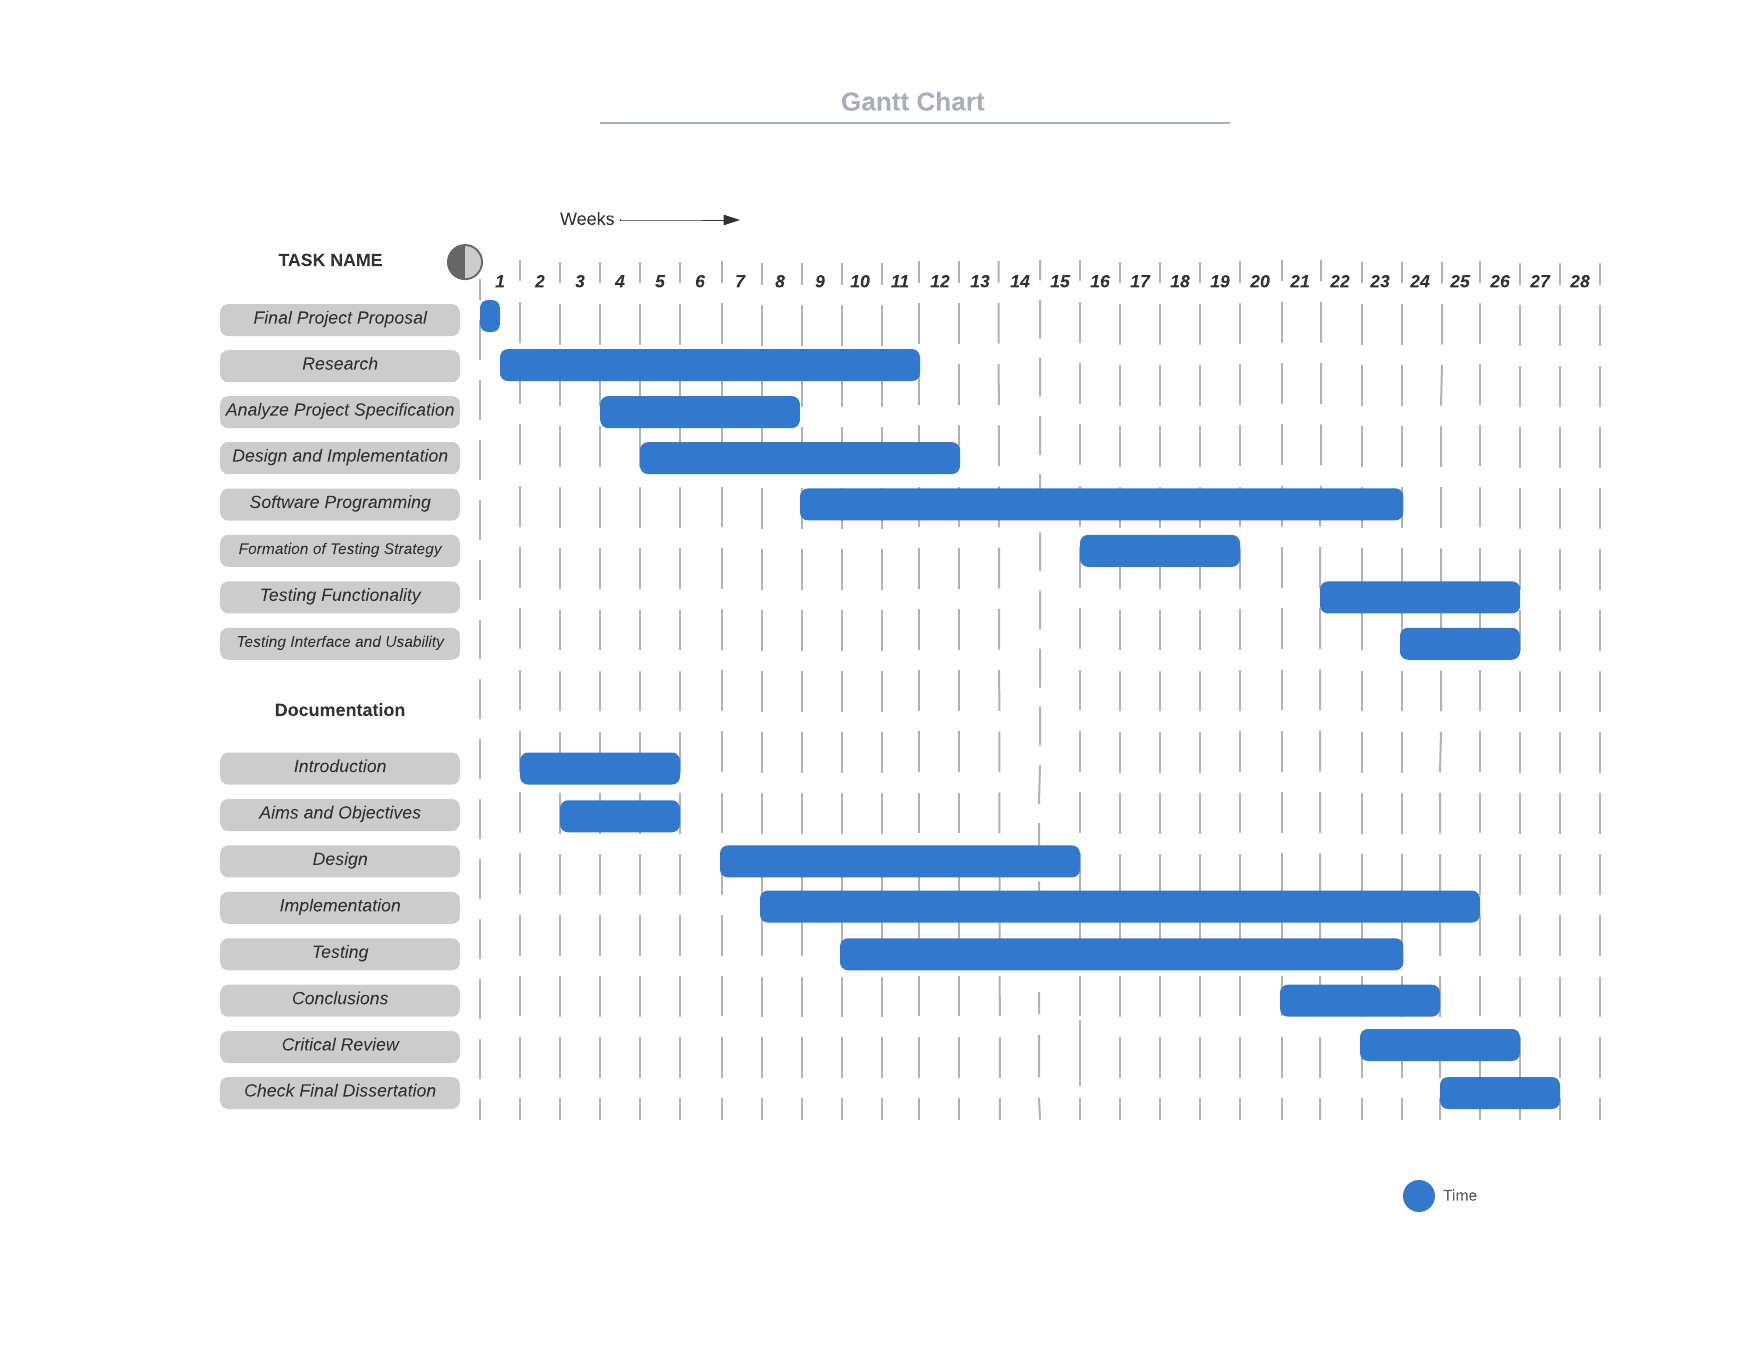 Gantt Chart
Weeks
TASK NAME
1 2 3 4 5 6 7 8 9 10 11 12 13 14 15 16 17 18 19 20 21 22 23 24 25 26 27 28
Final Project Proposal
Research
Analyze Project Specification
Design and Implementation
Software Programming
Formation of Testing Strategy
Testing Functionality
Testing Interface and Usability
Documentation
Introduction
Aims and Objectives
Design
Implementation
Testing
Conclusions
Critical Review
Check Final Dissertation
Time